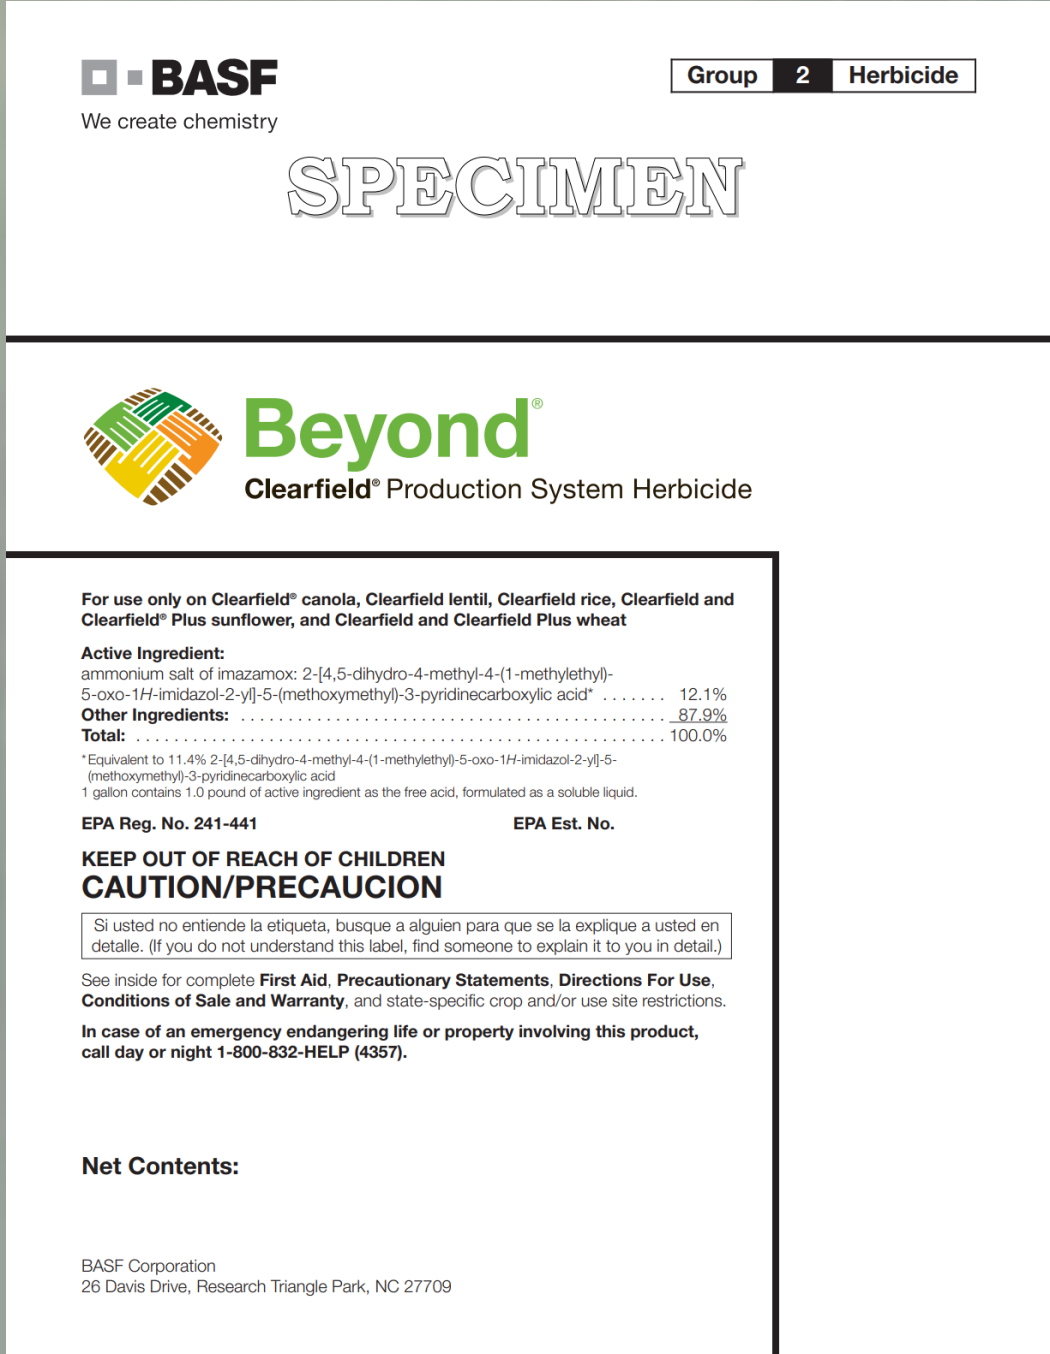 BASF
We create chemistry
Group 2 Herbicide
SPECIMEN
Beyond®
Clearfield® Production System Herbicide
For use only on Clearfield® canola, Clearfield lentil, Clearfield rice, Clearfield and
Clearfield® Plus sunflower, and Clearfield and Clearfield Plus wheat
Active Ingredient:
ammonium salt of imazamox: 2-[4,5-dihydro-4-methyl-4-(1-methylethyl)-
5-oxo-1H-imidazol-2-yl]-5-(methoxymethyl)-3-pyridinecarboxylic acid* . . . . . . . 12.1%
Other Ingredients: . . . . . . . . . . . . . . . . . . . . . . . . . . . . . . . . . . . . . . . . . . . . . 87.9%
Total: . . . . . . . . . . . . . . . . . . . . . . . . . . . . . . . . . . . . . . . . . . . . . . . . . . . . . . . . 100.0%
*Equivalent to 11.4% 2-[4,5-dihydro-4-methyl-4-(1-methylethyl)-5-oxo-1H-imidazol-2-yl]-5-
(methoxymethyl)-3-pyridinecarboxylic acid
1 gallon contains 1.0 pound of active ingredient as the free acid, formulated as a soluble liquid.
EPA Reg. No. 241-441 EPA Est. No.
KEEP OUT OF REACH OF CHILDREN
CAUTION/PRECAUCION
Si usted no entiende la etiqueta, busque a alguien para que se la explique a usted en
detalle. (If you do not understand this label, find someone to explain it to you in detail.)
See inside for complete First Aid, Precautionary Statements, Directions For Use,
Conditions of Sale and Warranty, and state-specific crop and/or use site restrictions.
In case of an emergency endangering life or property involving this product,
call day or night 1-800-832-HELP (4357).
Net Contents:
BASF Corporation
26 Davis Drive, Research Triangle Park, NC 27709